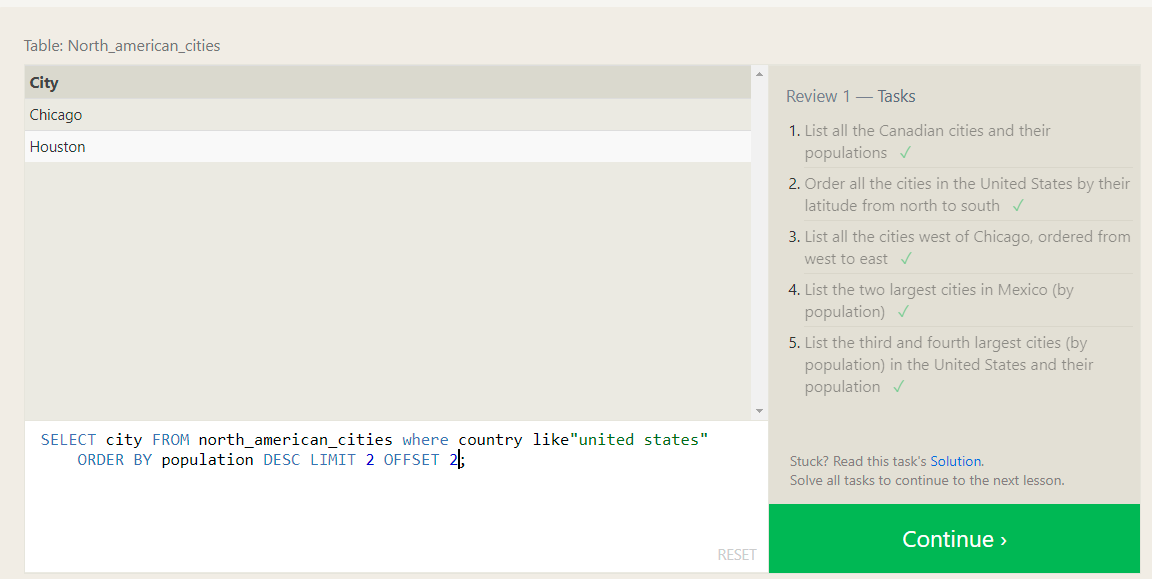 Table: North_american_cities
City
Chicago
Houston
SELECT city FROM north_american_cities where country like"united states"
ORDER BY population DESC LIMIT 2 OFFSET 2;
RESET
Review 1 — Tasks
1. List all the Canadian cities and their
populations ✓
2. Order all the cities in the United States by their
latitude from north to south ✓
3. List all the cities west of Chicago, ordered from
west to east ✓
4. List the two largest cities in Mexico (by
population) ✓
5. List the third and fourth largest cities (by
population) in the United States and their
population ✓
Stuck? Read this task's Solution.
Solve all tasks to continue to the next lesson.
Continue ›